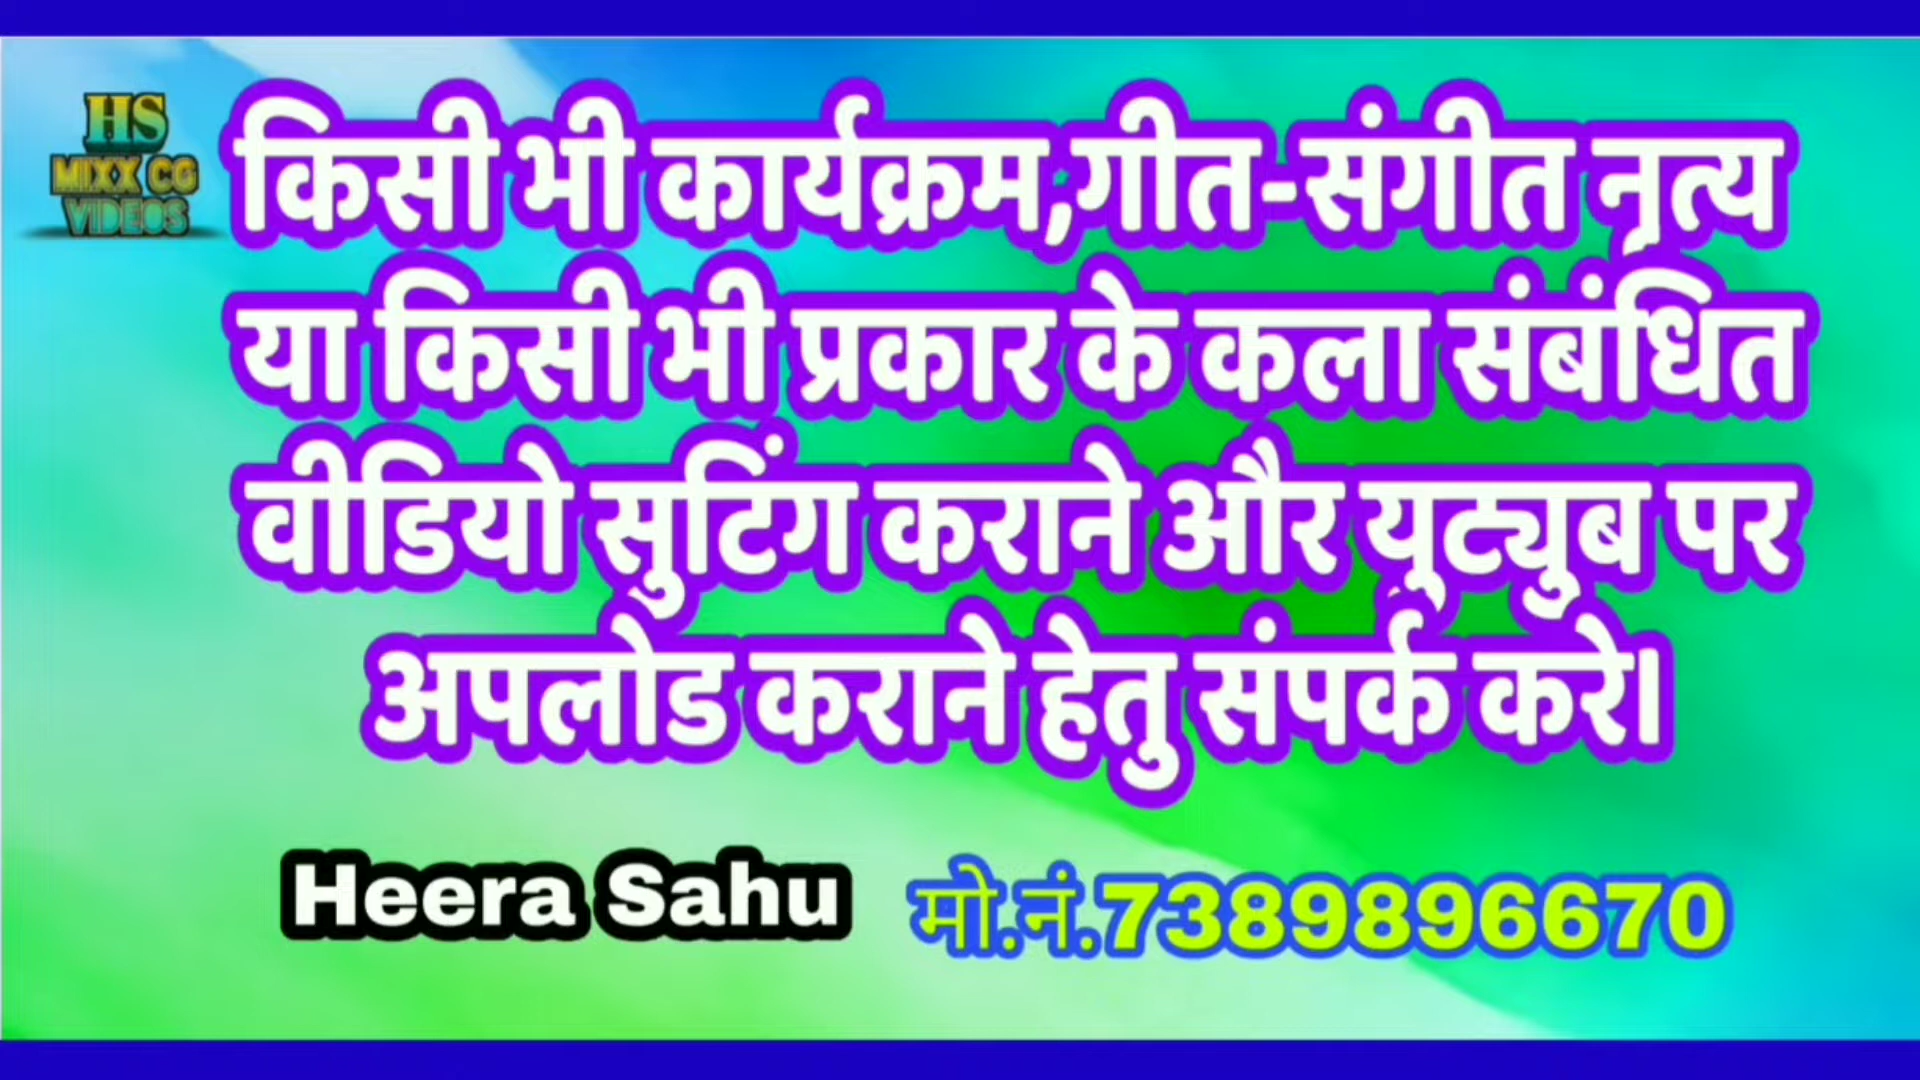 HS
MIXX CG
VIDEOS
किसी भी कार्यक्रम,गीत-संगीत नृत्य
या किसी भी प्रकार के कला संबंधित
वीडियो सुटिंग कराने और युट्युब पर
अपलोड कराने हेतु संपर्क करे।
Heera Sahu मो.नं.7389896670